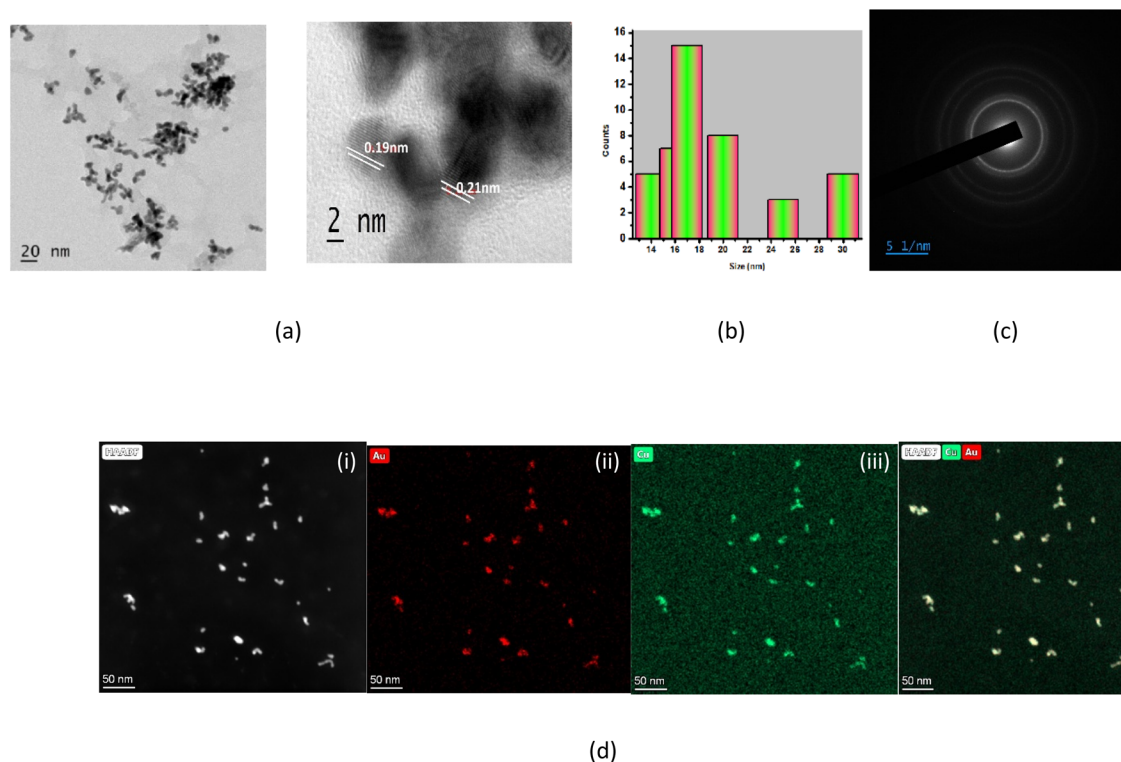 20 nm
0.19nm
0.21nm
2 nm
16
14
12
10
8
6
4
2
0
Counts
14 16 18 20 22 24 26 28 30
Size (nm)
5 1/nm
(a)
(b)
(c)
HAADF
(i)
50 nm
Au
(ii)
50 nm
Cu
(iii)
50 nm
HAADF Cu Au
50 nm
(d)